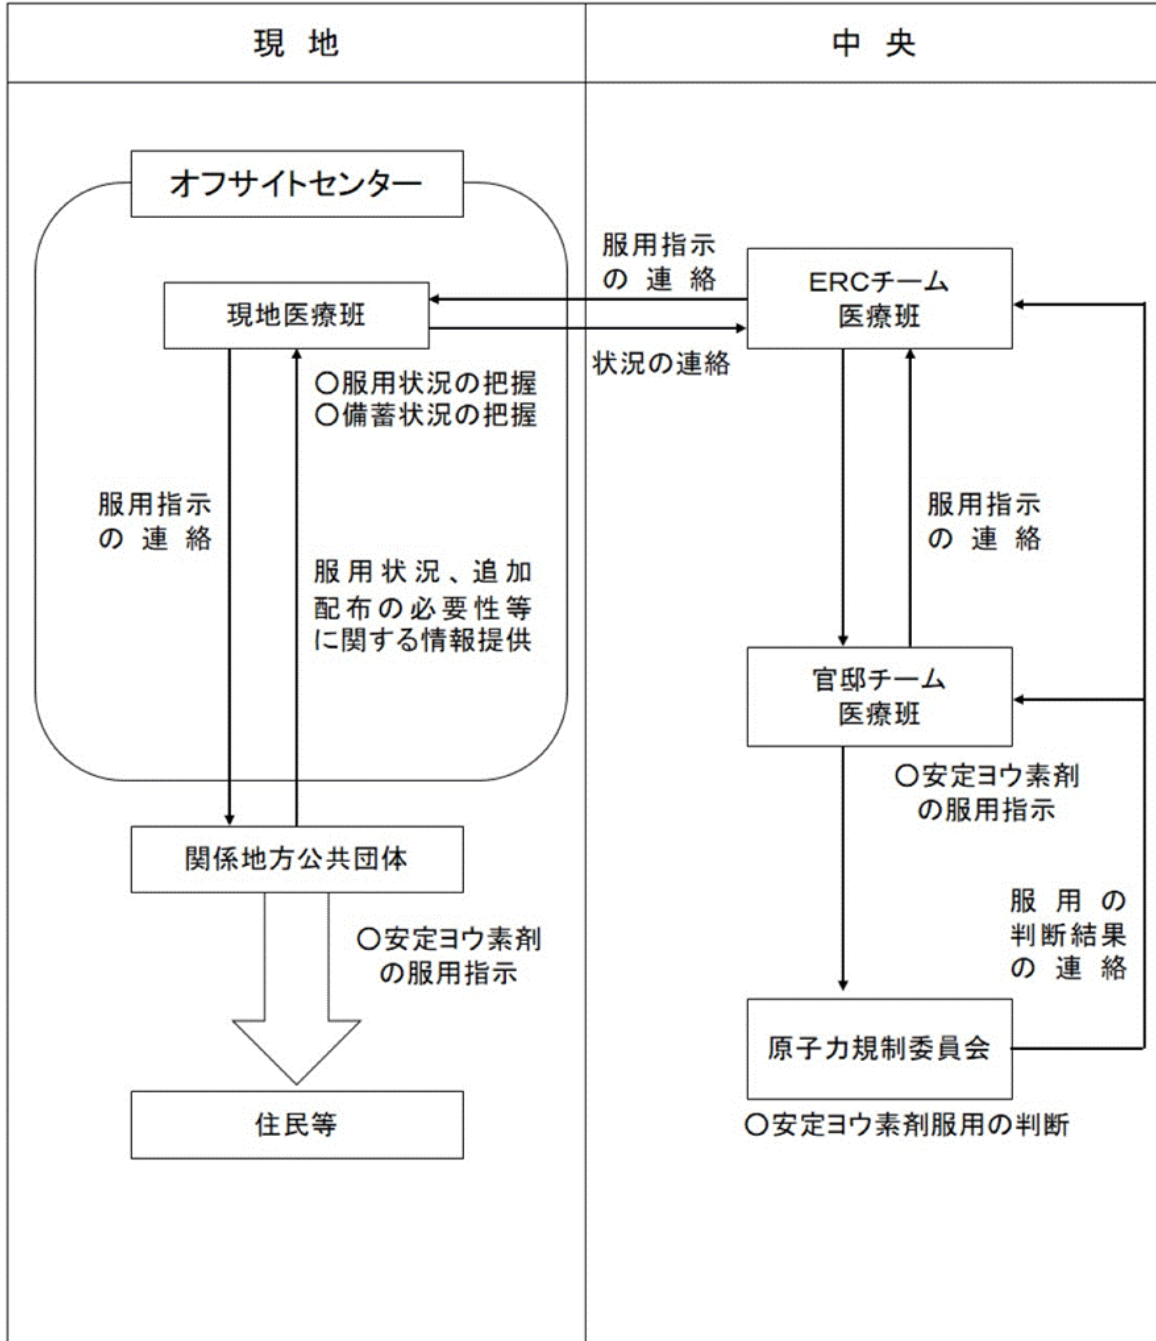 現 地
中 央
オフサイトセンター
現地医療班
服用指示
の 連 絡
ERCチーム
医療班
状況の連絡
〇服用状況の把握
〇備蓄状況の把握
服用指示
の 連 絡
服用状況、追加
配布の必要性等
に関する情報提供
服用指示
の 連 絡
官邸チーム
医療班
〇安定ヨウ素剤
の服用指示
関係地方公共団体
〇安定ヨウ素剤
の服用指示
服 用 の
判断結果
の 連 絡
原子力規制委員会
〇安定ヨウ素剤服用の判断
住民等